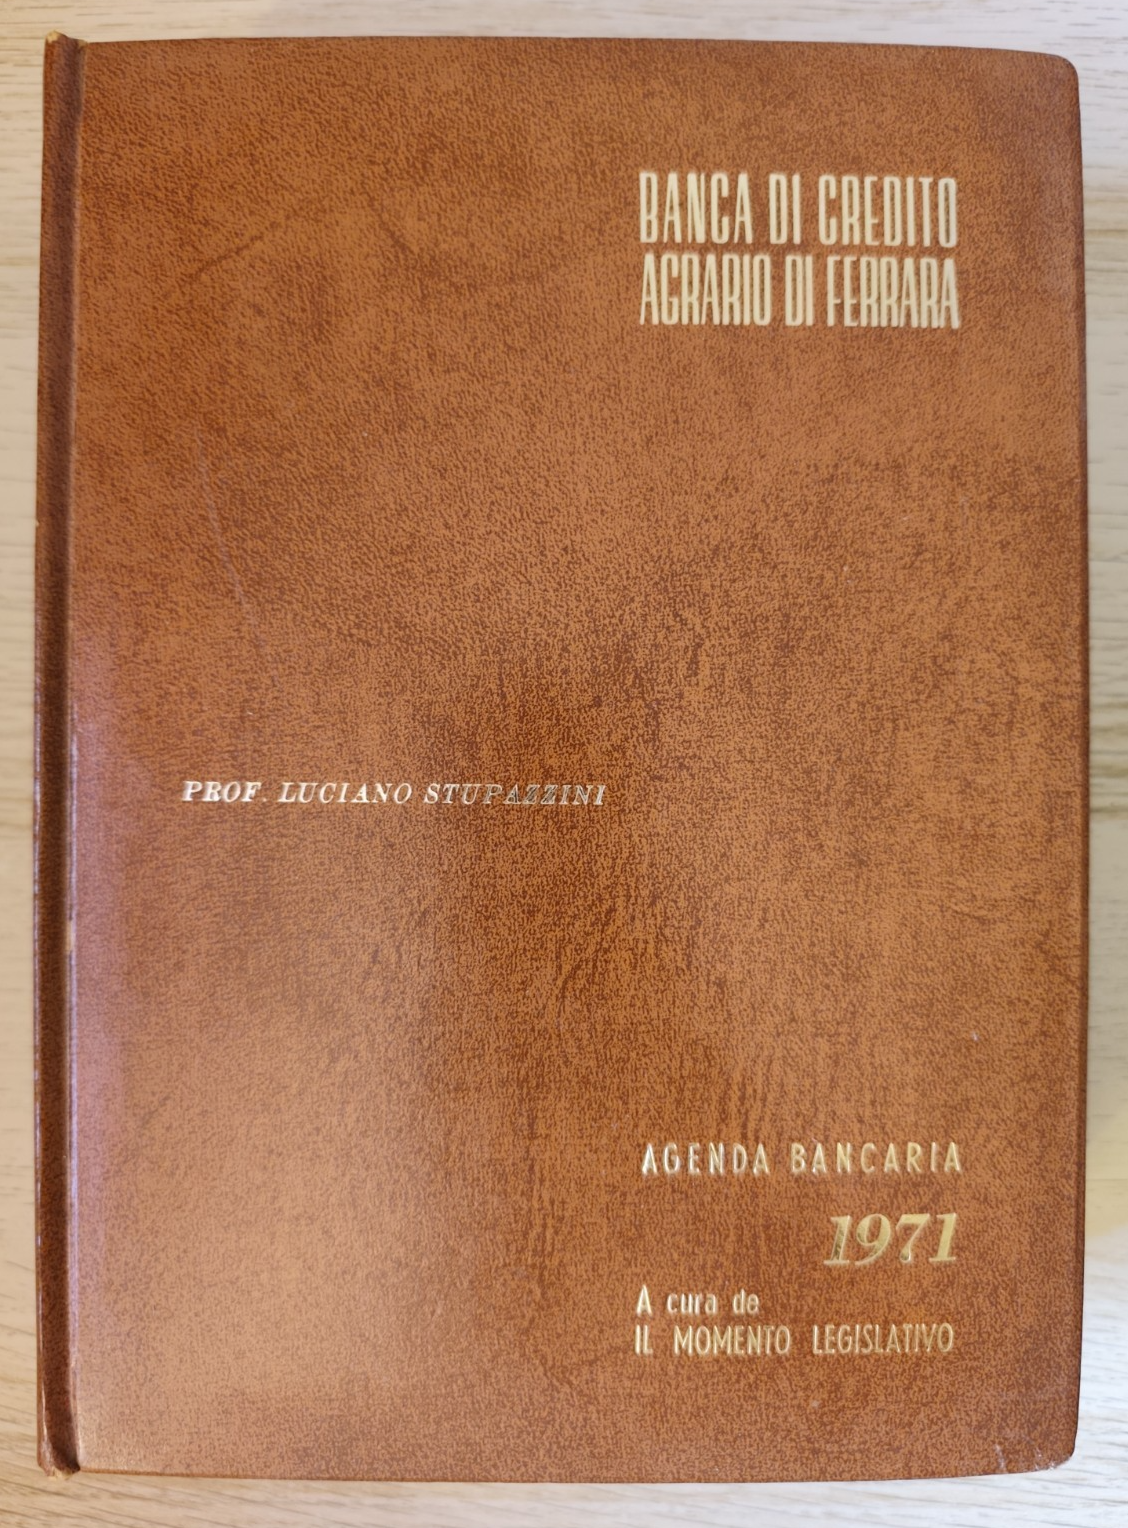 BANCA DI CREDITO
AGRARIO DI FERRARA
PROF. LUCIANO STUPAZZINI
AGENDA BANCARIA
1971
A cura de
IL MOMENTO LEGISLATIVO